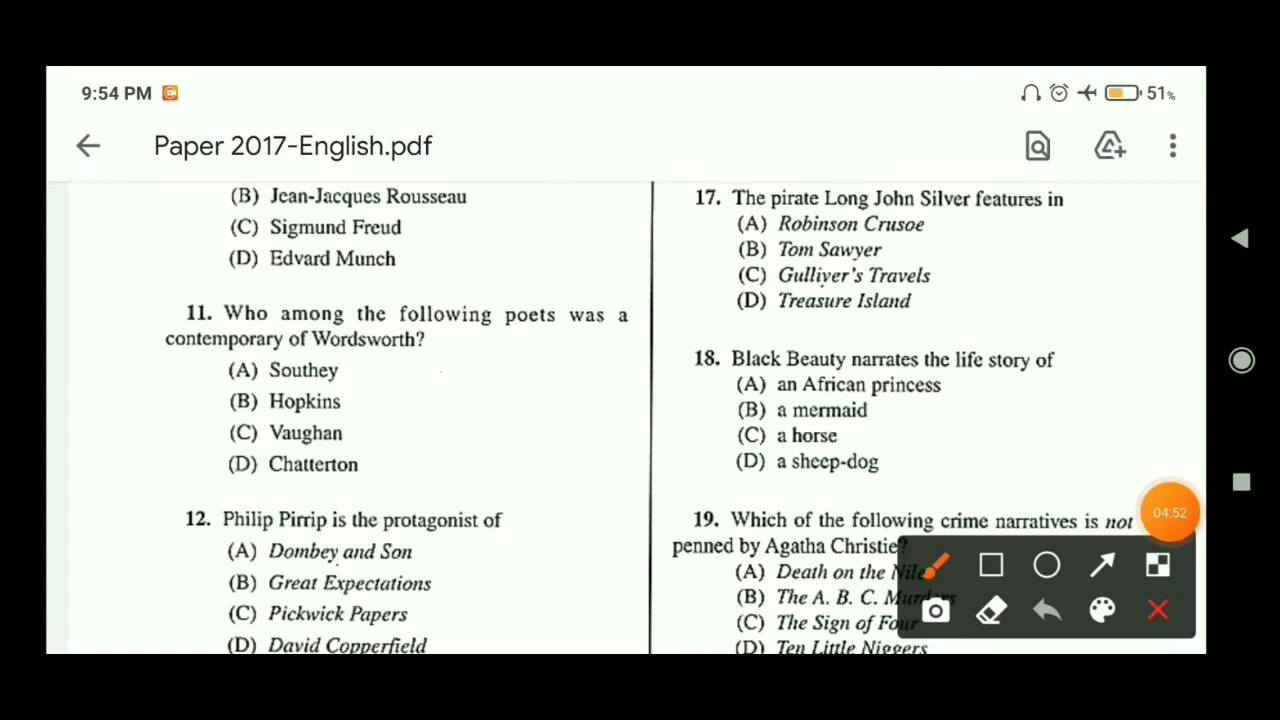 9:54 PM
51%
Paper 2017-English.pdf
(B) Jean-Jacques Rousseau
(C) Sigmund Freud
(D) Edvard Munch
11. Who among the following poets was a
contemporary of Wordsworth?
(A) Southey
(B) Hopkins
(C) Vaughan
(D) Chatterton
12. Philip Pirrip is the protagonist of
(A) Dombey and Son
(B) Great Expectations
(C) Pickwick Papers
(D) David Copperfield
17. The pirate Long John Silver features in
(A) Robinson Crusoe
(B) Tom Sawyer
(C) Gulliver's Travels
(D) Treasure Island
18. Black Beauty narrates the life story of
(A) an African princess
(B) a mermaid
(C) a horse
(D) a sheep-dog
19. Which of the following crime narratives is not
penned by Agatha Christie?
(A) Death on the Nile
(B) The A. B. C. Murders
(C) The Sign of Four
(D) Ten Little Niggers
04:52